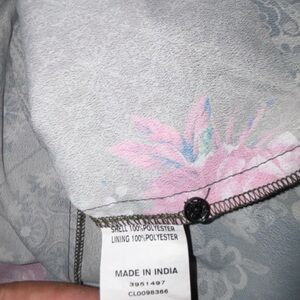 SHELL 100%POLYESTER
LINING 100%POLYESTER
MADE IN INDIA
3951497
CL0098366